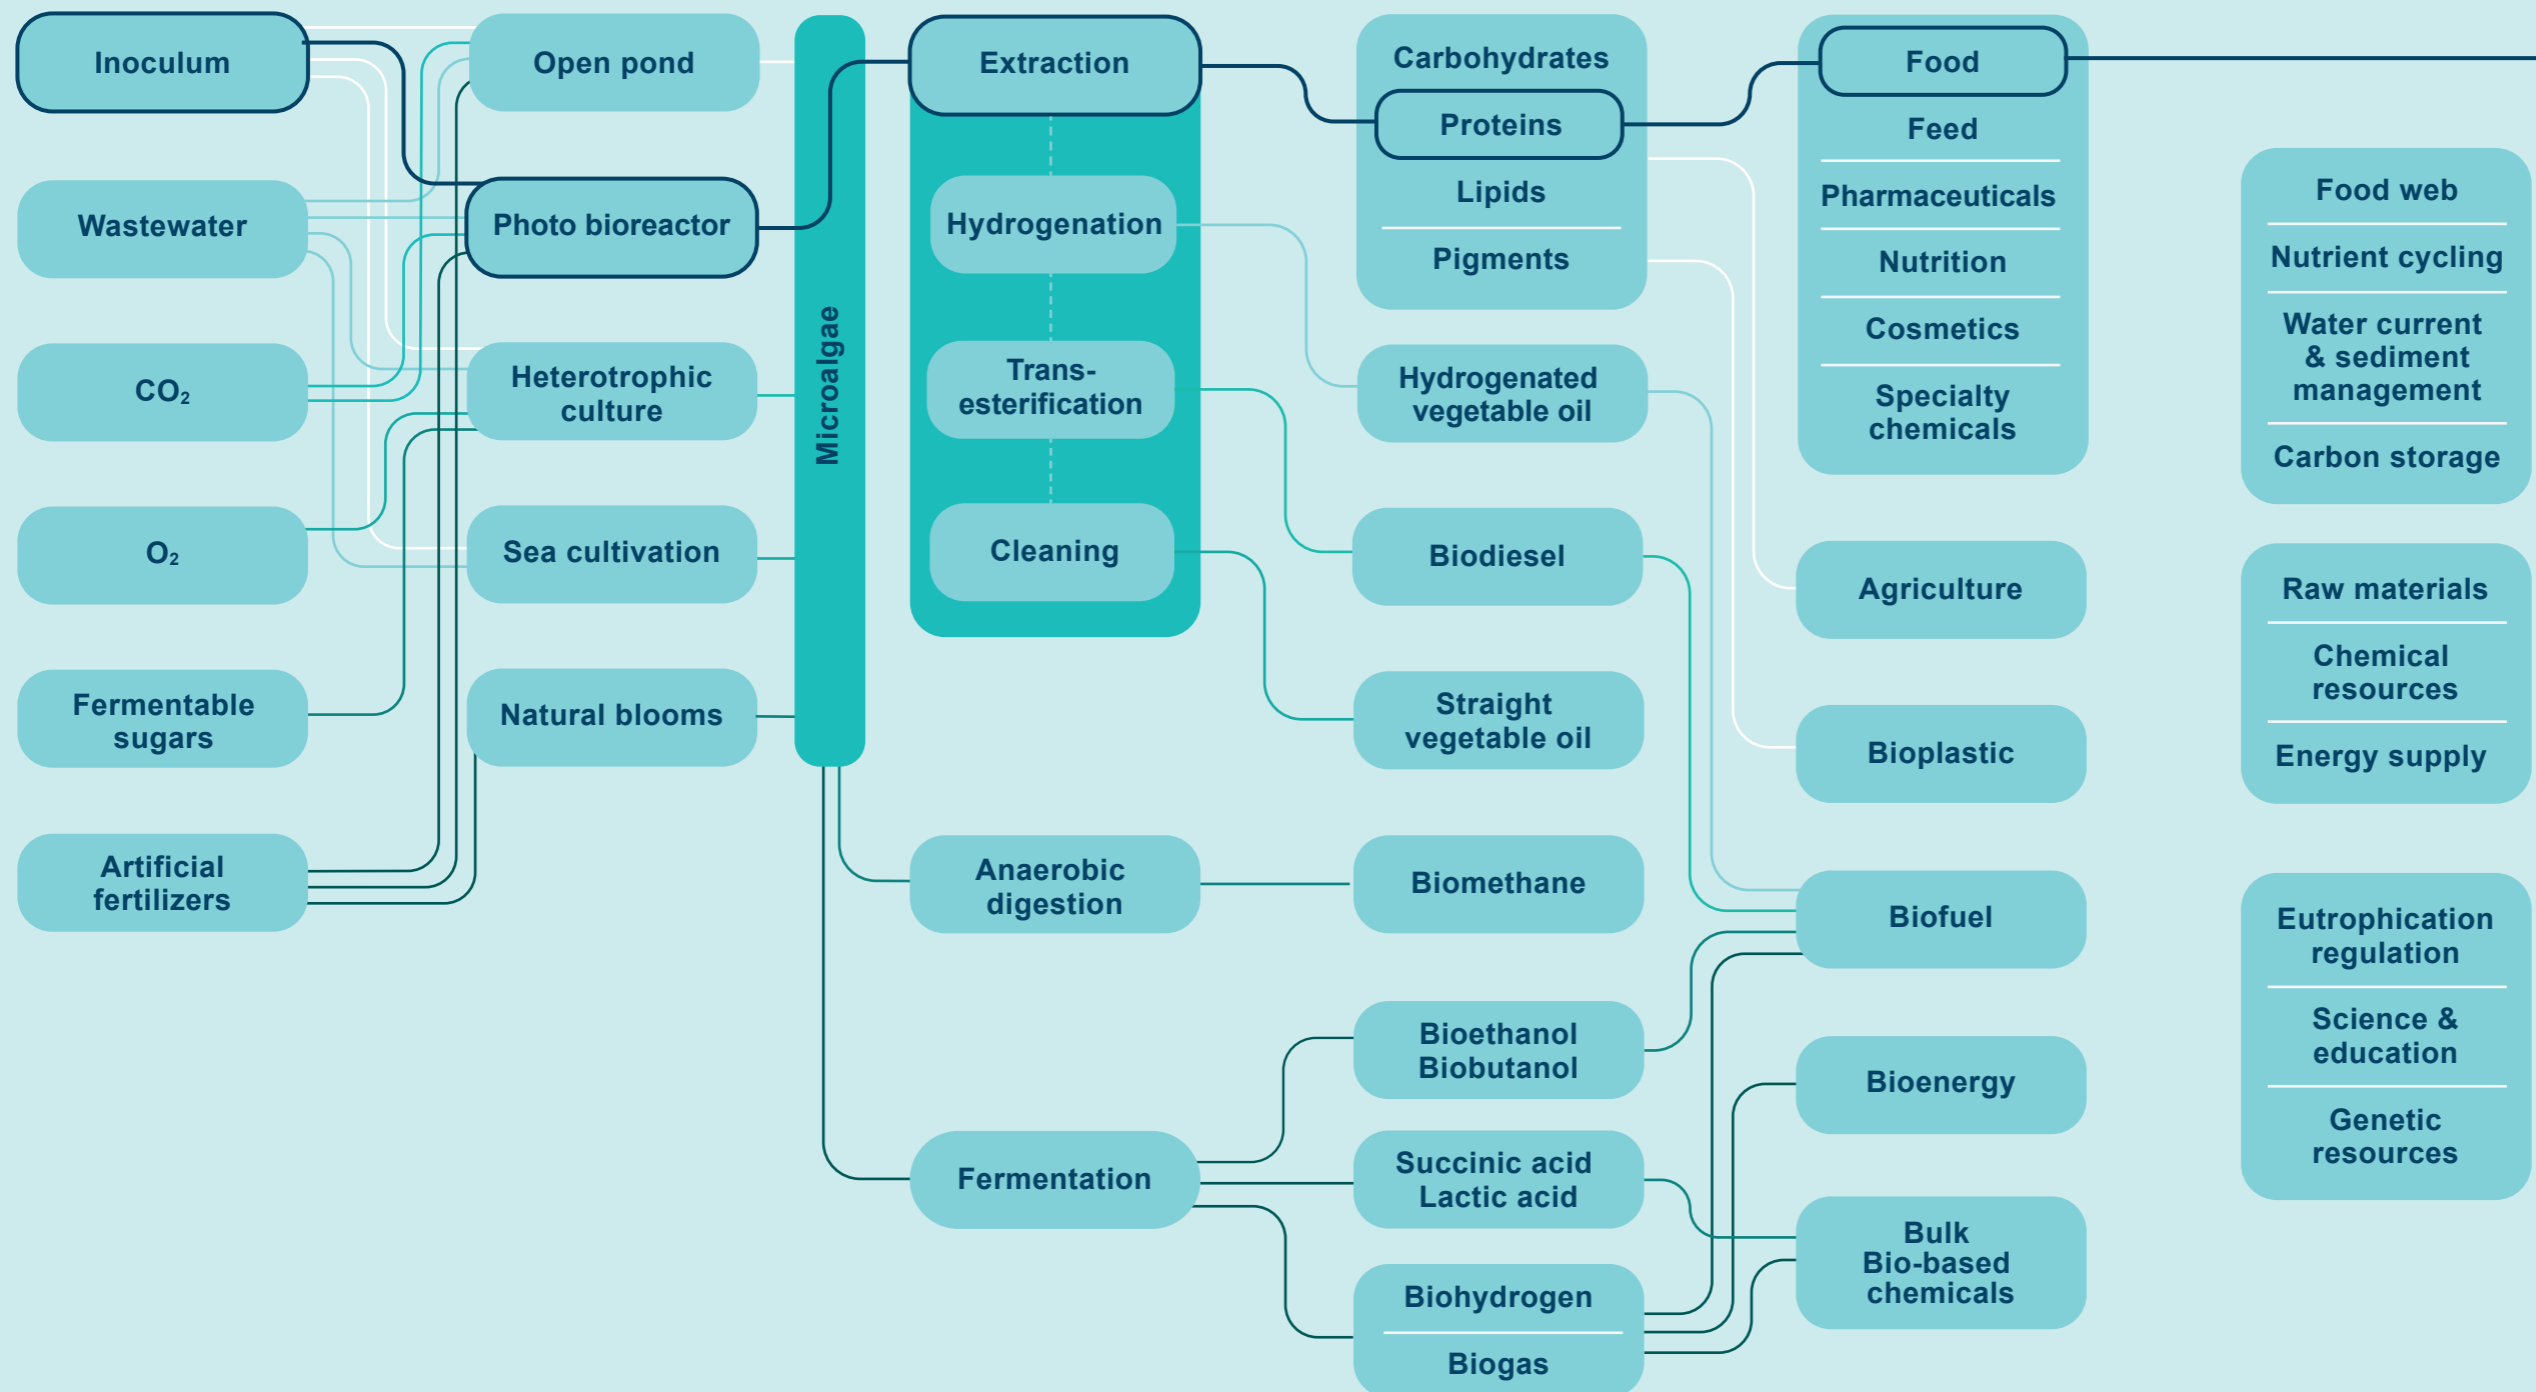 Inoculum
Wastewater
CO₂
O₂
Fermentable
sugars
Artificial
fertilizers
Open pond
Photo bioreactor
Heterotrophic
culture
Sea cultivation
Natural blooms
Microalgae
Extraction
Hydrogenation
Trans-
esterification
Cleaning
Anaerobic
digestion
Fermentation
Carbohydrates
Proteins
Lipids
Pigments
Hydrogenated
vegetable oil
Biodiesel
Straight
vegetable oil
Biomethane
Bioethanol
Biobutanol
Succinic acid
Lactic acid
Biohydrogen
Biogas
Food
Feed
Pharmaceuticals
Nutrition
Cosmetics
Specialty
chemicals
Agriculture
Bioplastic
Biofuel
Bioenergy
Bulk
Bio-based
chemicals
Food web
Nutrient cycling
Water current
& sediment
management
Carbon storage
Raw materials
Chemical
resources
Energy supply
Eutrophication
regulation
Science &
education
Genetic
resources